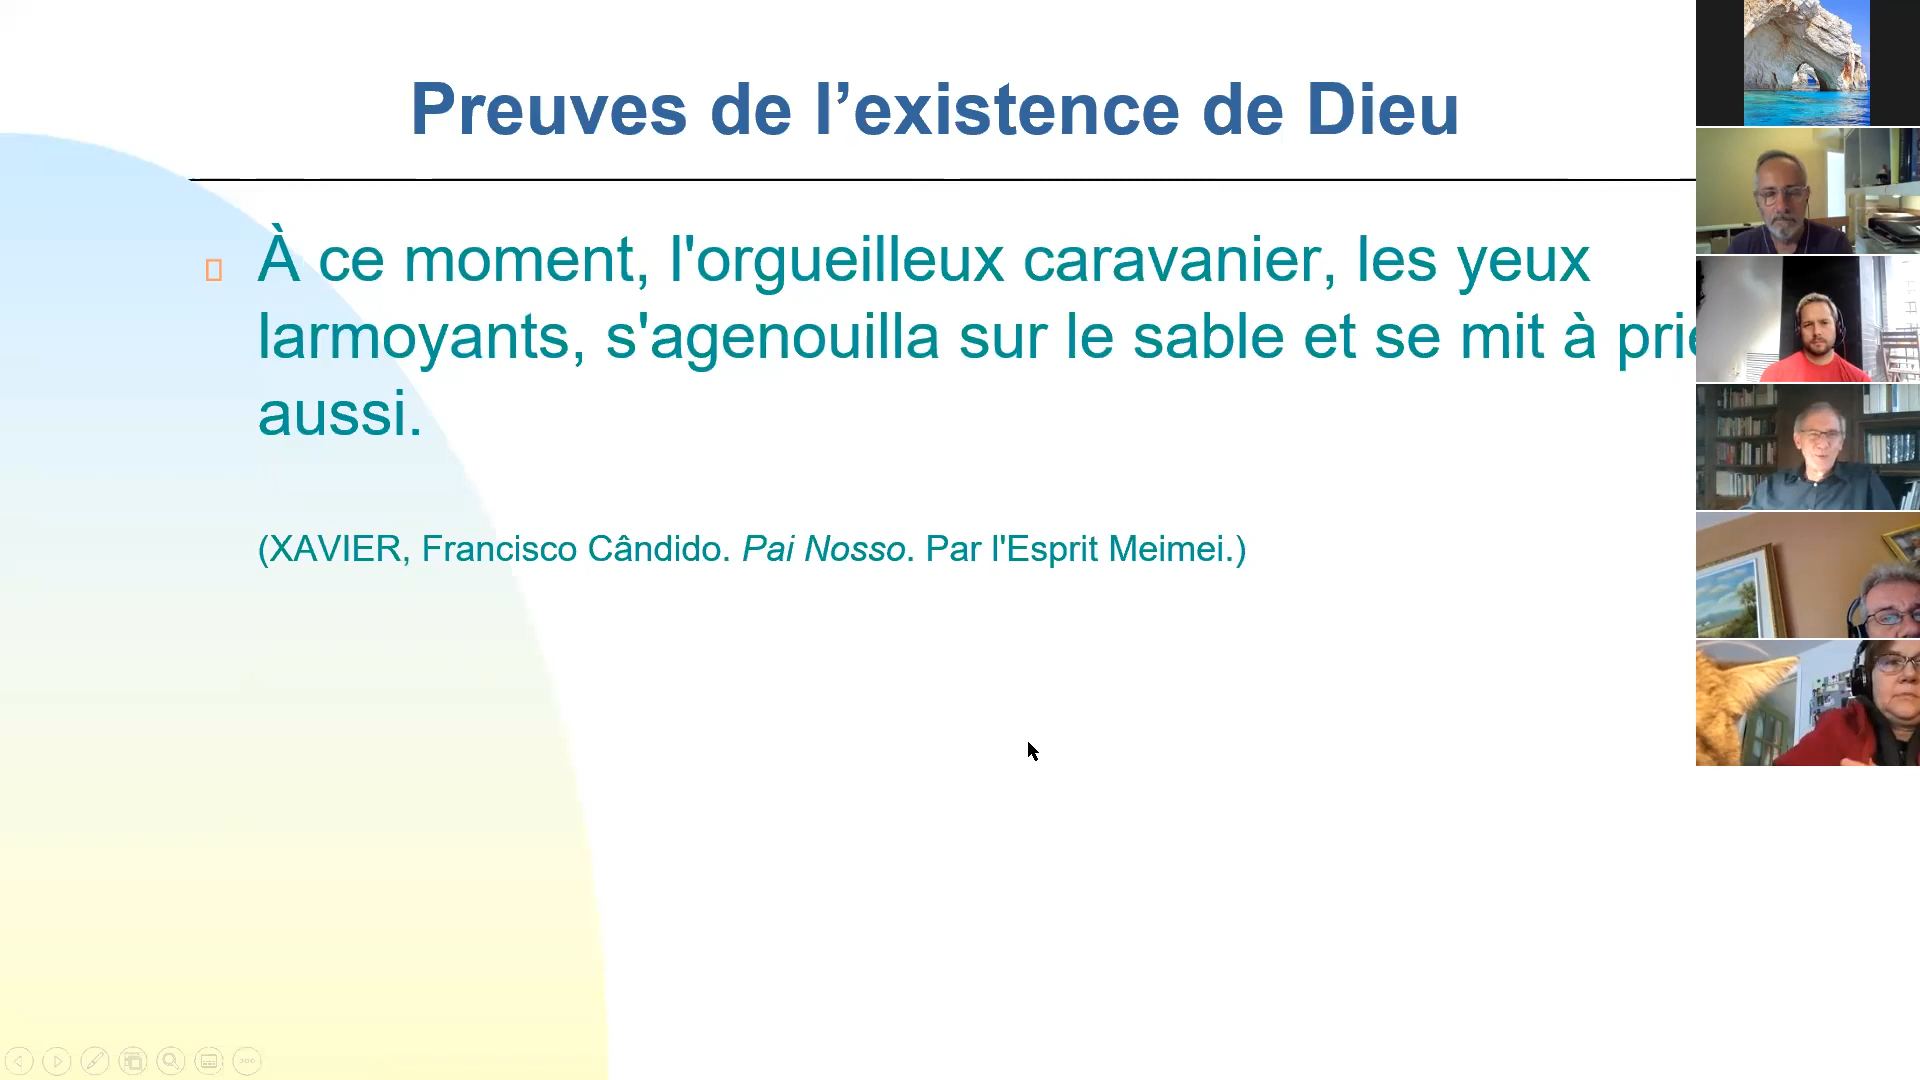 Preuves de l’existence de Dieu
À ce moment, l'orgueilleux caravanier, les yeux
larmoyants, s'agenouilla sur le sable et se mit à
aussi.
(XAVIER, Francisco Cândido. Pai Nosso. Par l'Esprit Meimei.)